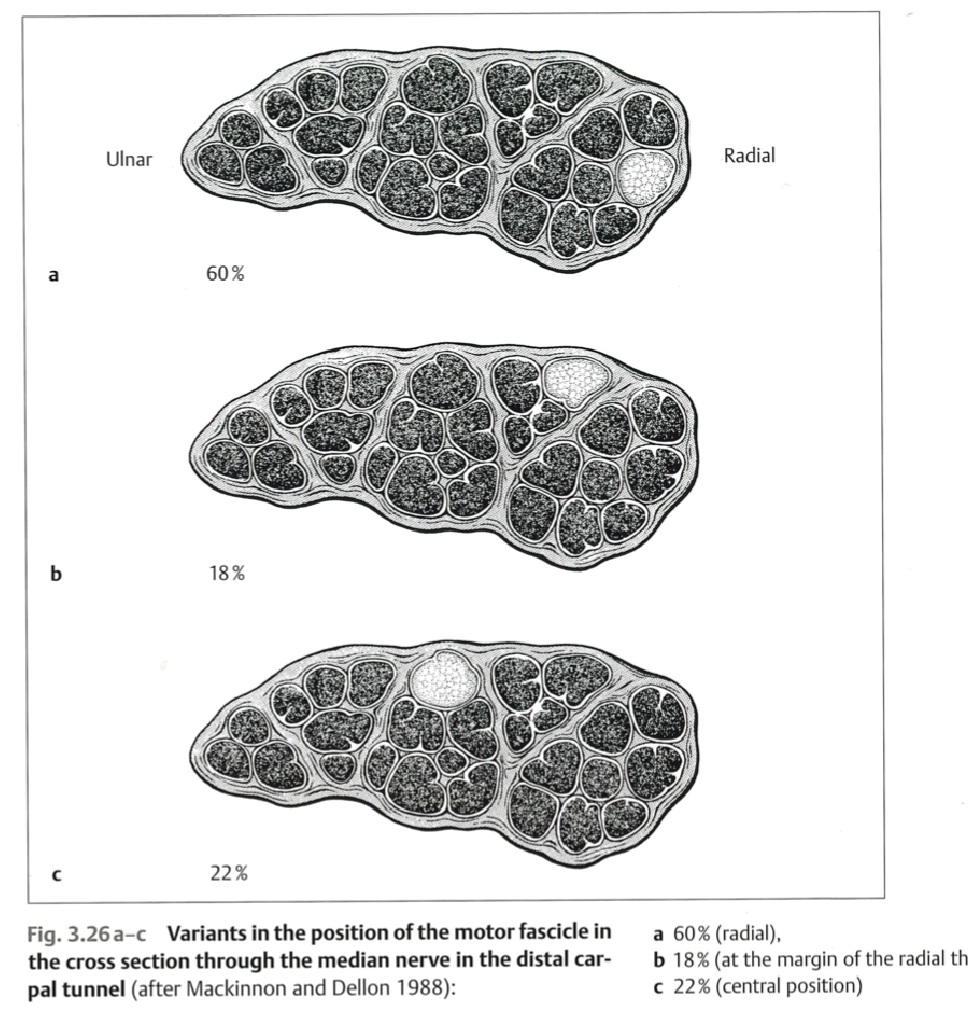 Ulnar
Radial
a
60%
b
18%
c
22%
Fig. 3.26 a–c Variants in the position of the motor fascicle in
the cross section through the median nerve in the distal car-
pal tunnel (after Mackinnon and Dellon 1988):
a 60% (radial),
b 18% (at the margin of the radial th
c 22% (central position)